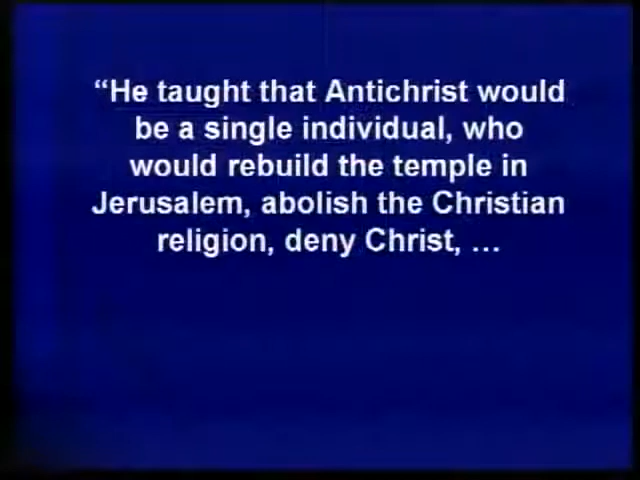 “He taught that Antichrist would
be a single individual, who
would rebuild the temple in
Jerusalem, abolish the Christian
religion, deny Christ, …